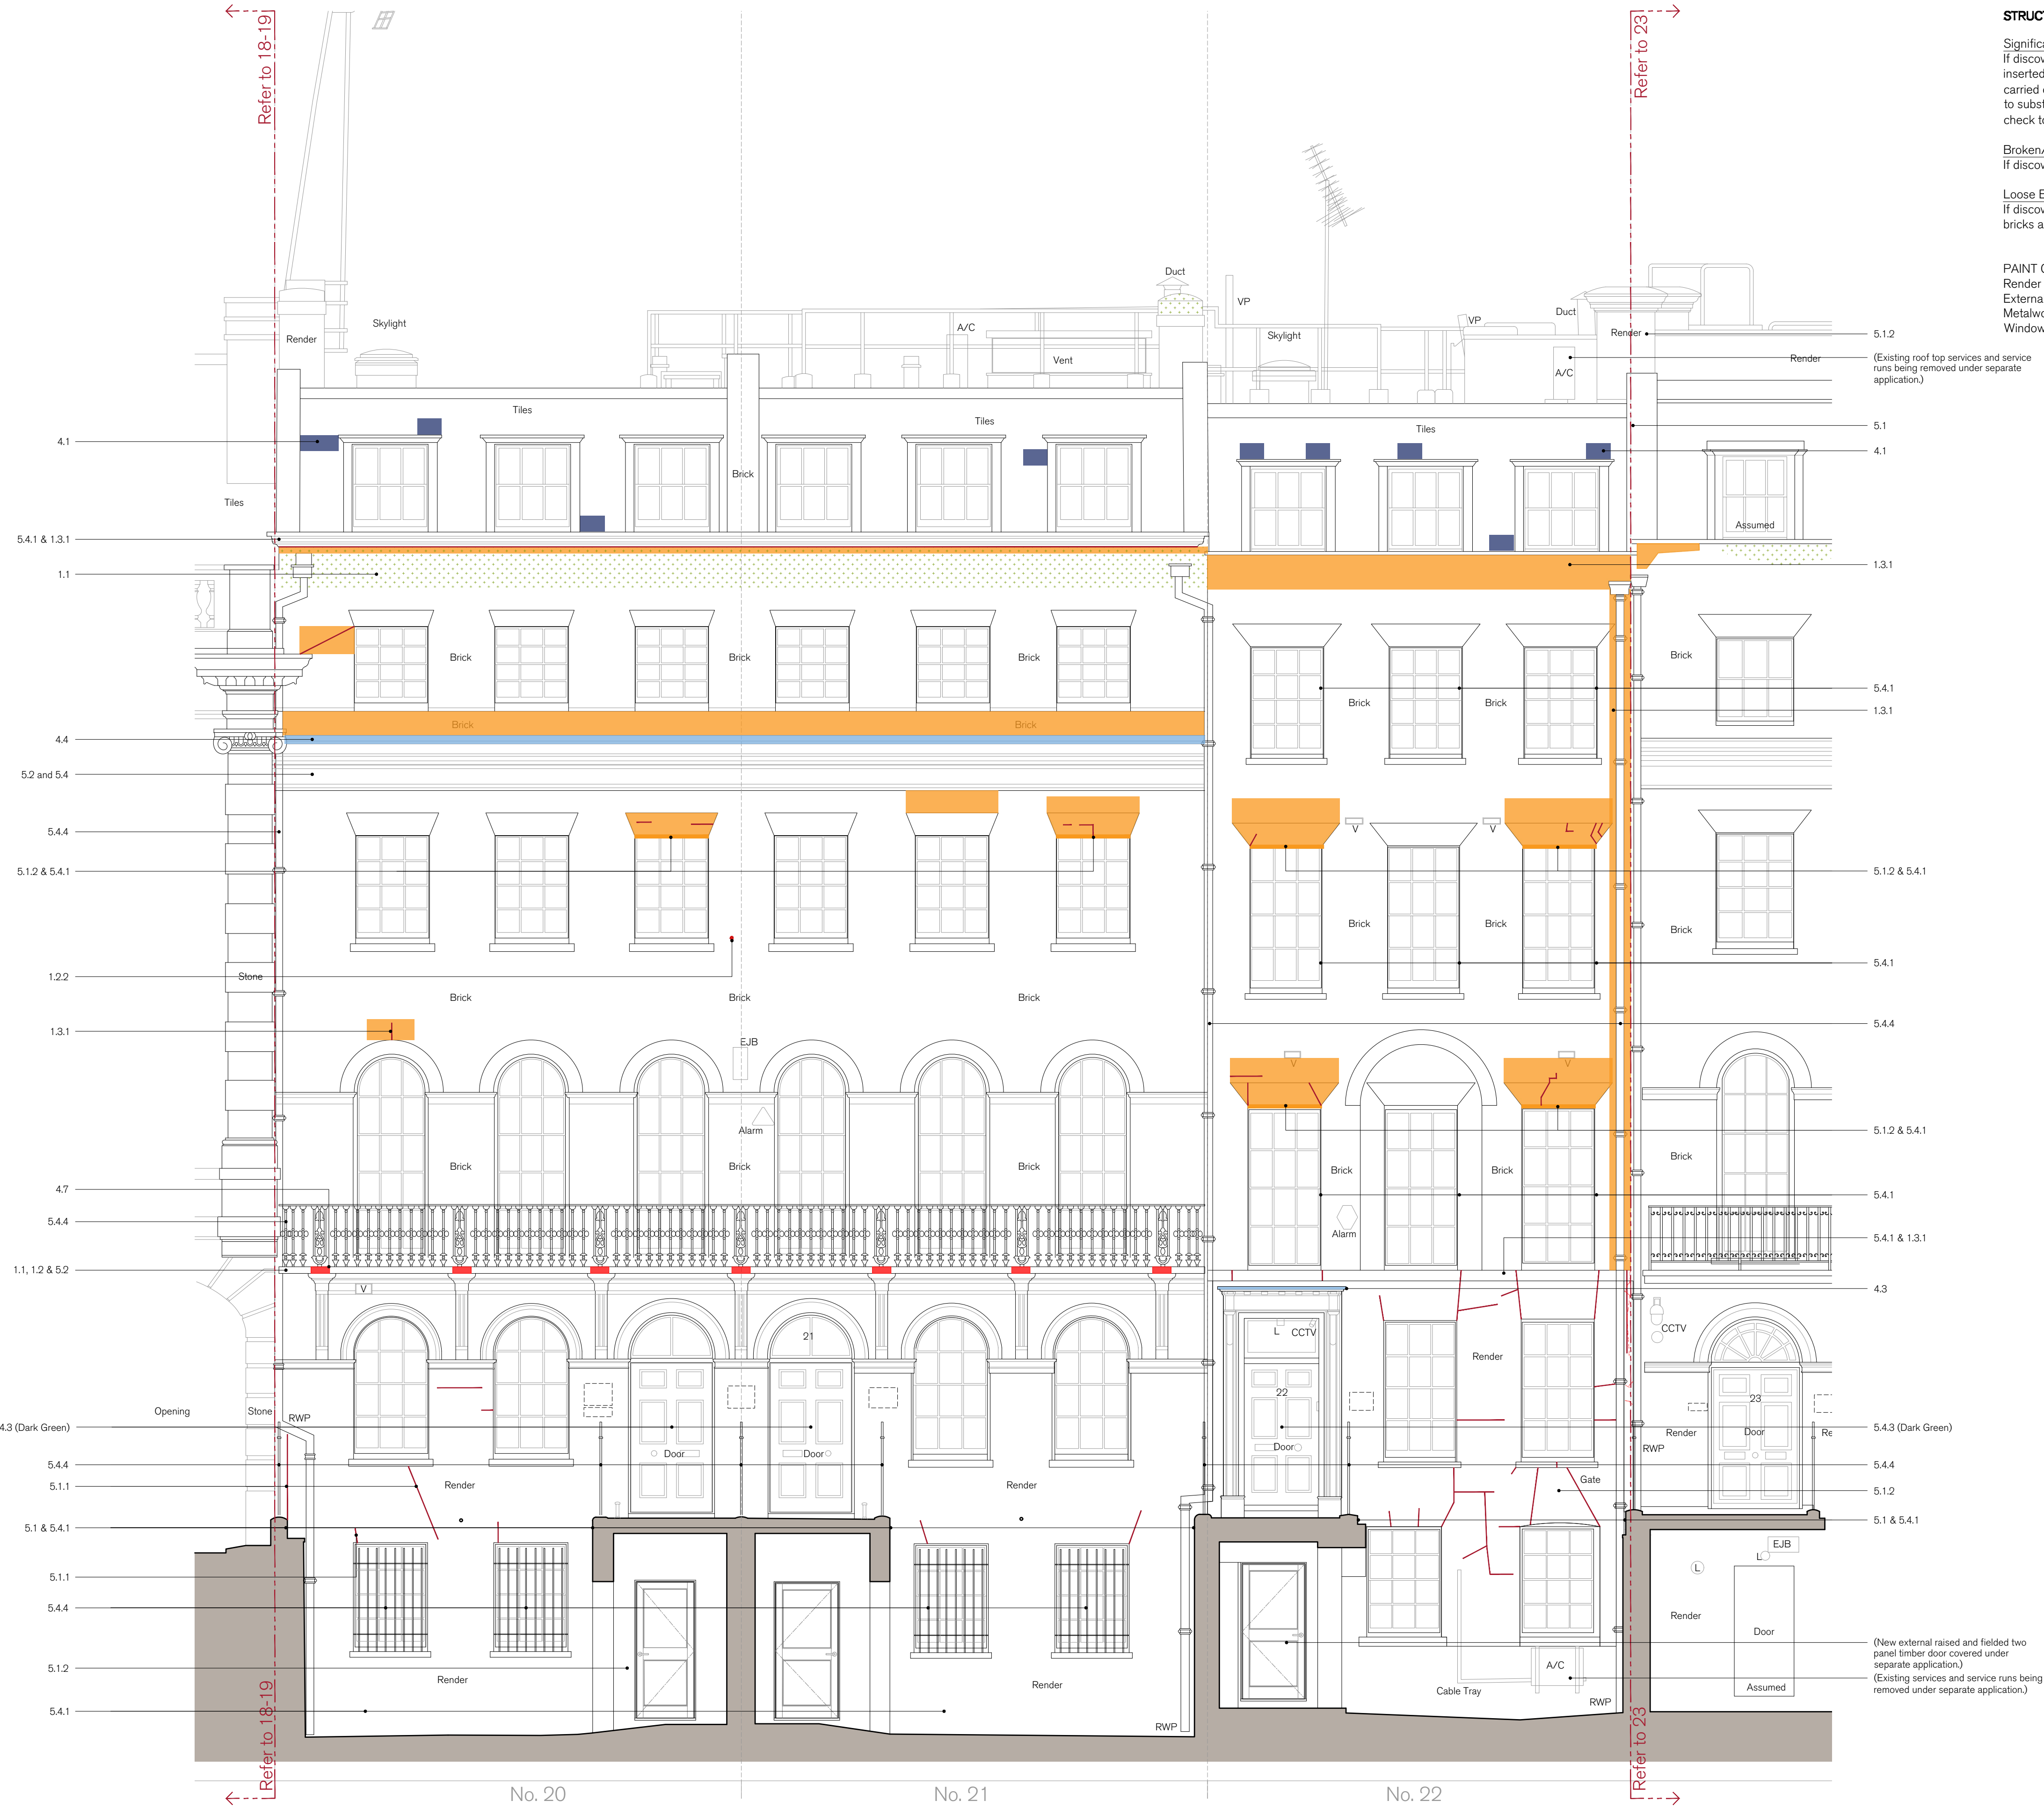 Refer to 18-19
Refer to 23
STRUCT
Significa
If discov
inserted
carried
to subst
check to
Broken
If discov
Loose B
If discov
bricks a
PAINT
Render
Externa
Metalwo
Window
Duct
VP
VP
Duct
Skylight
A/C
Skylight
Render
Render
Render
5.1.2
Vent
A/C
(Existing roof top services and service
runs being removed under separate
application.)
Tiles
Tiles
Tiles
5.1
4.1
4.1
Brick
Tiles
Assumed
5.4.1 & 1.3.1
1.1
1.3.1
Brick
Brick
Brick
Brick
5.4.1
Brick
Brick
1.3.1
Brick
Brick
4.4
5.2 and 5.4
5.4.4
V
V
5.1.2 & 5.4.1
5.1.2 & 5.4.1
Brick
Brick
Brick
5.4.1
1.2.2
Stone
Brick
Brick
Brick
1.3.1
5.4.4
EJB
V
V
Alarm
5.1.2 & 5.4.1
Brick
Brick
Brick
Brick
Brick
Brick
4.7
5.4.1
5.4.4
Alarm
5.4.1 & 1.3.1
1.1, 1.2 & 5.2
V
4.3
21
L
CCTV
CCTV
Render
22
23
Opening
Stone
RWP
4.3 (Dark Green)
5.4.3 (Dark Green)
Render
Door
Door
Door
Door
Door
RWP
5.4.4
5.4.4
5.1.1
Render
Render
Gate
5.1.2
5.1 & 5.4.1
5.1 & 5.4.1
EJB
L
L
5.1.1
5.4.4
Render
Door
5.1.2
(New external raised and fielded two
panel timber door covered under
separate application.)
Render
Render
A/C
(Existing services and service runs being
removed under separate application.)
Cable Tray
Assumed
RWP
5.4.1
RWP
Refer to 18-19
Refer to 23
No. 20
No. 21
No. 22